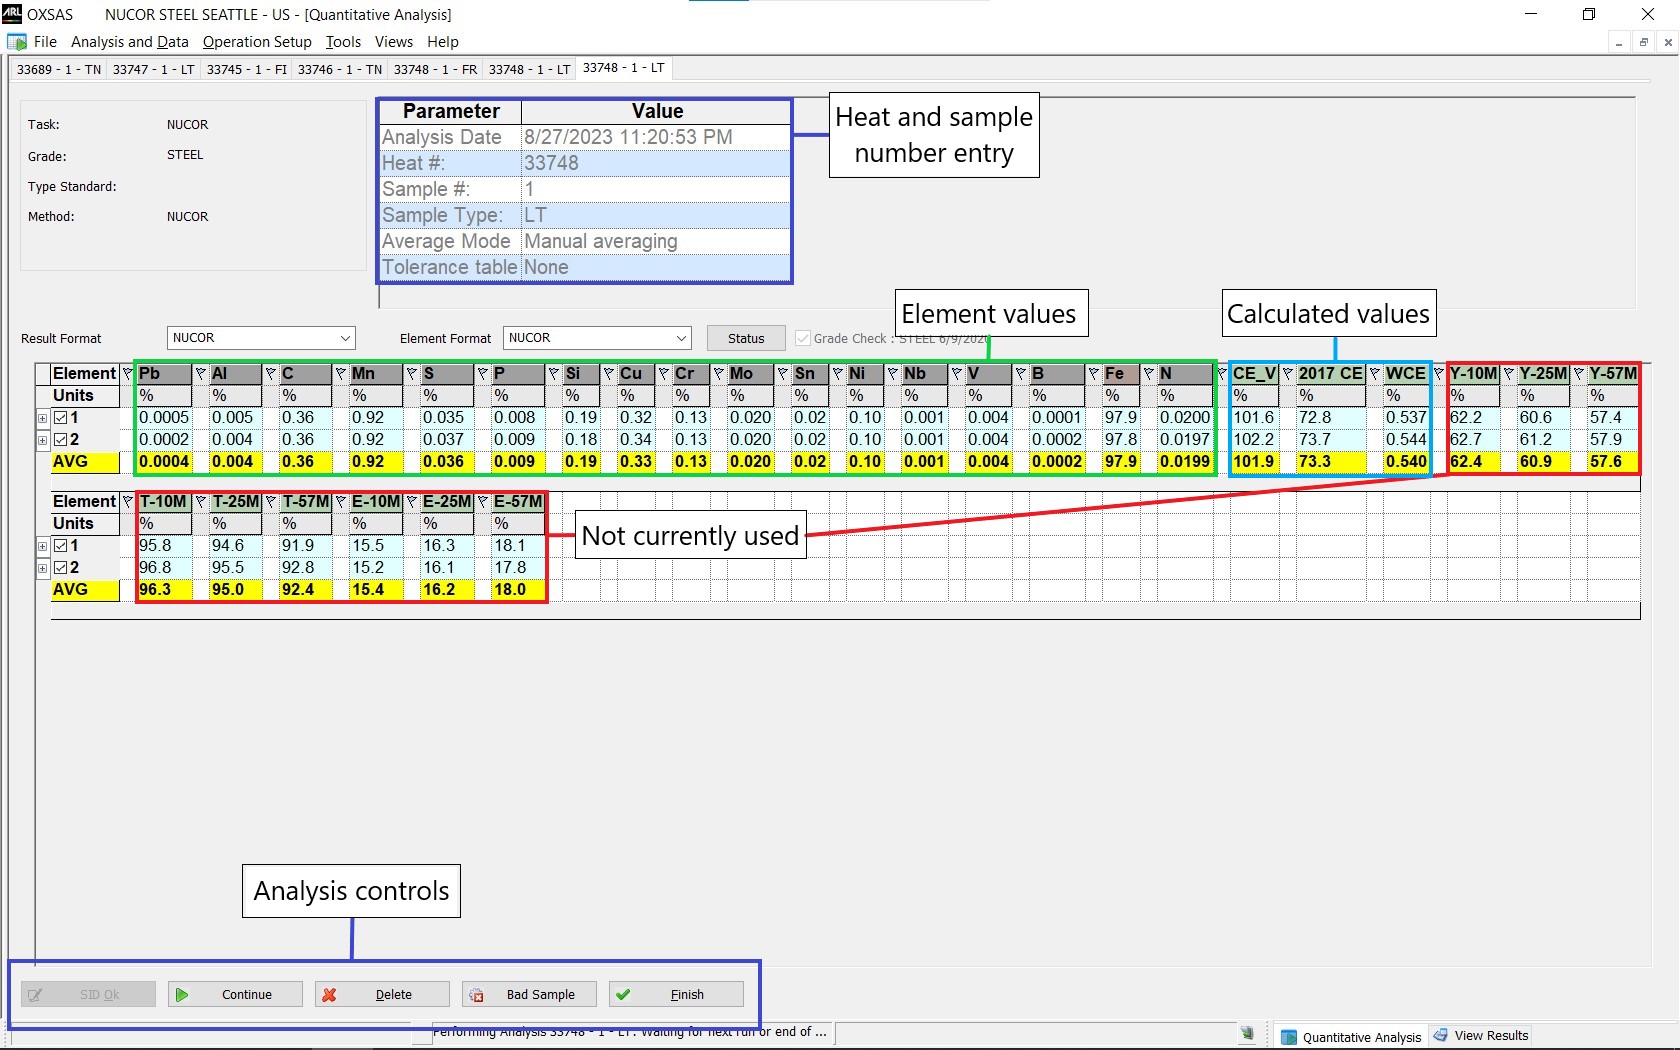 ARL OXSAS NUCOR STEEL SEATTLE - US - [Quantitative Analysis]
File Analysis and Data Operation Setup Tools Views Help
33689 - 1 - TN 33747 - 1 - LT 33745 - 1 - FI 33746 - 1 - TN 33748 - 1 - FR 33748 - 1 - LT 33748 - 1 - LT
Task: NUCOR
Grade: STEEL
Type Standard:
Method: NUCOR
Parameter Value
Analysis Date 8/27/2023 11:20:53 PM
Heat #: 33748
Sample #: 1
Sample Type: LT
Average Mode Manual averaging
Tolerance table None
Heat and sample
number entry
Element values
Calculated values
Result Format NUCOR Element Format NUCOR Status Grade Check : STEEL 6/9/2020
Element Pb Al C Mn S P Si Cu Cr Mo Sn Ni Nb V B Fe N CE_V 2017 CE WCE Y-10M Y-25M Y-57M
Units % % % % % % % % % % % % % % % % % % % % % % %
1 0.0005 0.005 0.36 0.92 0.035 0.008 0.19 0.32 0.13 0.020 0.02 0.10 0.001 0.004 0.0001 97.9 0.0200 101.6 72.8 0.537 62.2 60.6 57.4
2 0.0002 0.004 0.36 0.92 0.037 0.009 0.18 0.34 0.13 0.020 0.02 0.10 0.001 0.004 0.0002 97.8 0.0197 102.2 73.7 0.544 62.7 61.2 57.9
AVG 0.0004 0.004 0.36 0.92 0.036 0.009 0.19 0.33 0.13 0.020 0.02 0.10 0.001 0.004 0.0002 97.9 0.0199 101.9 73.3 0.540 62.4 60.9 57.6
Element T-10M T-25M T-57M E-10M E-25M E-57M
Units % % % % % %
1 95.8 94.6 91.9 15.5 16.3 18.1
2 96.8 95.5 92.8 15.2 16.1 17.8
AVG 96.3 95.0 92.4 15.4 16.2 18.0
Not currently used
Analysis controls
SID Ok Continue Delete Bad Sample Finish
Performing Analysis 33748 - 1 - LT. Waiting for next run or end of ...
Quantitative Analysis View Results